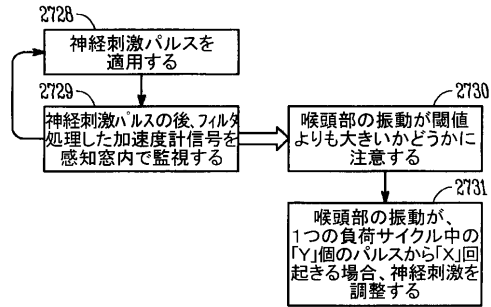 2728
神経刺激パルスを
適用する
2729
神経刺激パルスの後、フィルタ
処理した加速度計信号を
感知窓内で監視する
2730
喉頭部の振動が閾値
よりも大きいかどうかに
注意する
2731
喉頭部の振動が、
1つの負荷サイクル中の
「Y」個のパルスから「X」回
起きる場合、神経刺激を
調整する